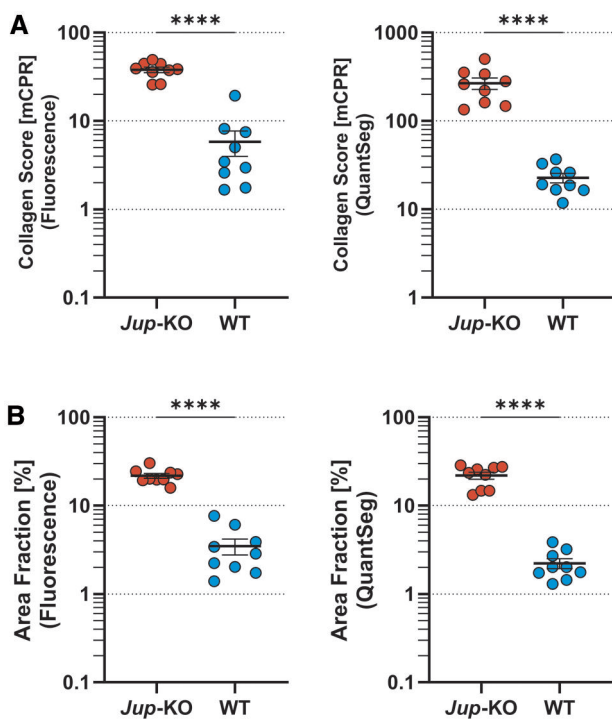 A
****
Collagen Score [mCPR]
(Fluorescence)
100
10
1
0.1
Jup-KO WT
****
Collagen Score [mCPR]
(QuantSeg)
1000
100
10
1
Jup-KO WT
B
****
Area Fraction [%]
(Fluorescence)
100
10
1
0.1
Jup-KO WT
****
Area Fraction [%]
(QuantSeg)
100
10
1
0.1
Jup-KO WT